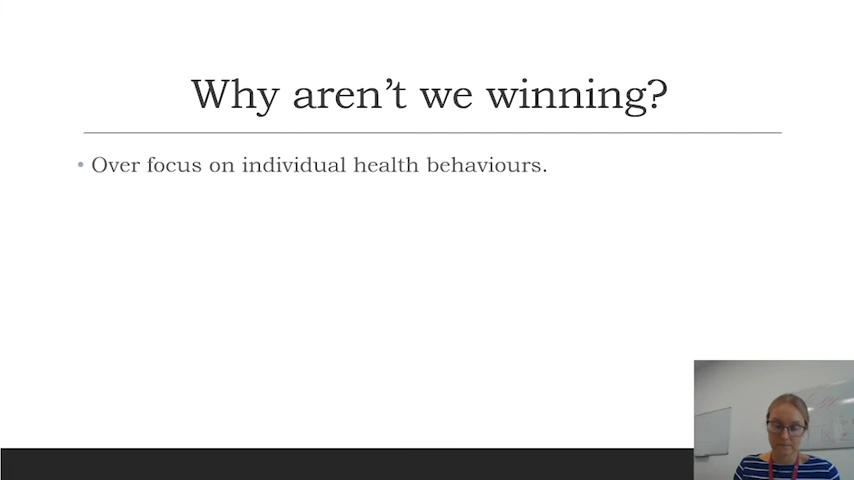 Why aren’t we winning?
• Over focus on individual health behaviours.